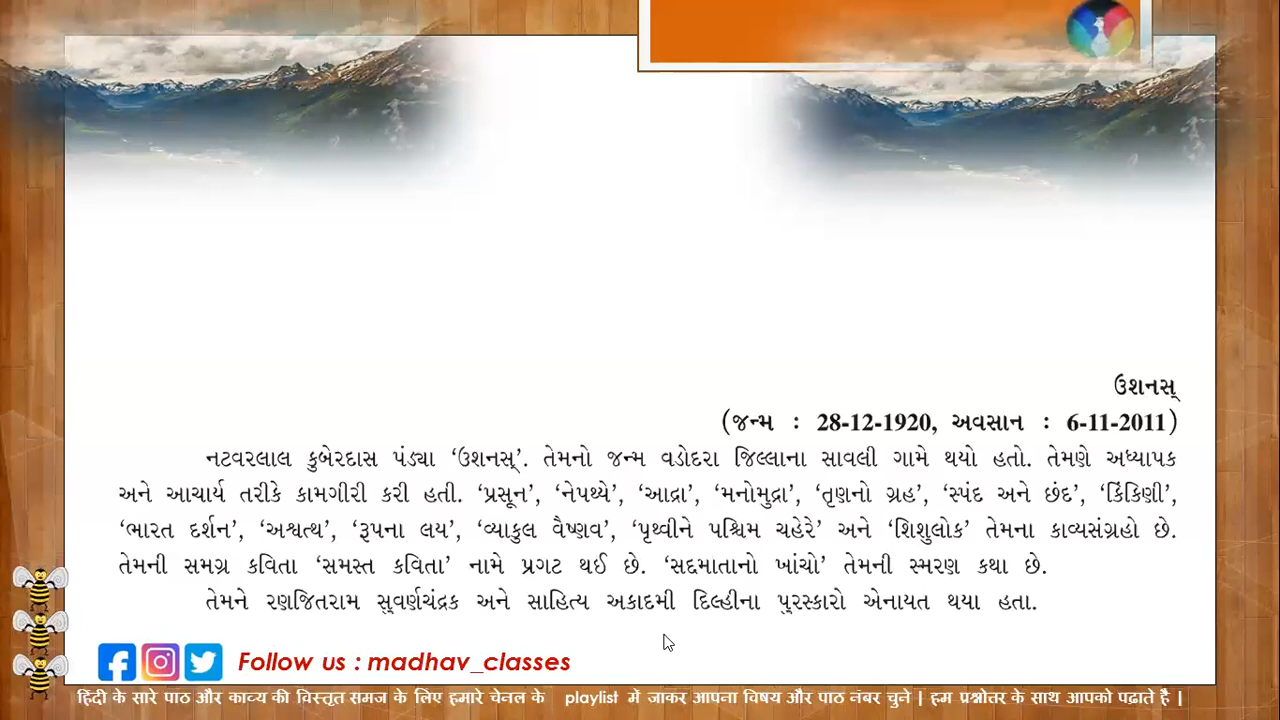 ઉશનસ્
(જન્મ : 28-12-1920, અવસાન : 6-11-2011)
નટવરલાલ કુબેરદાસ પંડ્યા ‘ઉશનસ્’. તેમનો જન્મ વડોદરા જિલ્લાના સાવલી ગામે થયો હતો. તેમણે અધ્યાપક
અને આચાર્ય તરીકે કામગીરી કરી હતી. ‘પ્રસૂન’, ‘નેપથ્યે’, ‘આદ્રા’, ‘મનોમુદ્રા’, ‘તૃણનો ગ્રહ’, ‘સ્પંદ અને છંદ’, ‘કિંકિણી’,
‘ભારત દર્શન’, ‘અશ્વત્થ’, ‘રૂપના લય’, ‘વ્યાકુલ વૈષ્ણવ’, ‘પૃથ્વીને પશ્ચિમ ચહેરે’ અને ‘શિશુલોક’ તેમના કાવ્યસંગ્રહો છે.
તેમની સમગ્ર કવિતા ‘સમસ્ત કવિતા’ નામે પ્રગટ થઈ છે. ‘સદ્દમાતાનો ખાંચો’ તેમની સ્મરણ કથા છે.
તેમને રણજિતરામ સુવર્ણચંદ્રક અને સાહિત્ય અકાદમી દિલ્હીના પુરસ્કારો એનાયત થયા હતા.
Follow us : madhav_classes
हिंदी के सारे पाठ और काव्य की विस्तृत समज के लिए हमारे चेनल के playlist में जाकर आपना विषय और पाठ नंबर चुने | हम प्रश्नोतर के साथ आपको पढ़ाते है |